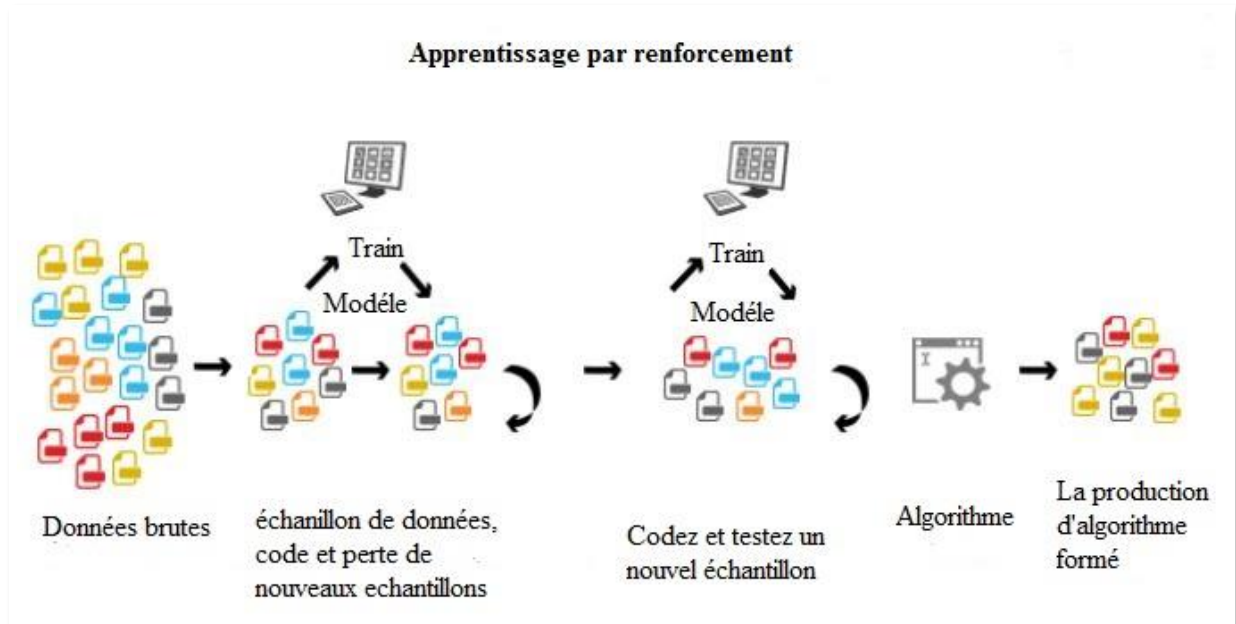 Apprentissage par renforcement
Train
Modéle
Train
Modéle
Données brutes
échanillon de données,
code et perte de
nouveaux echantillons
Codez et testez un
nouvel échantillon
Algorithme
La production
d'algorithme
formé